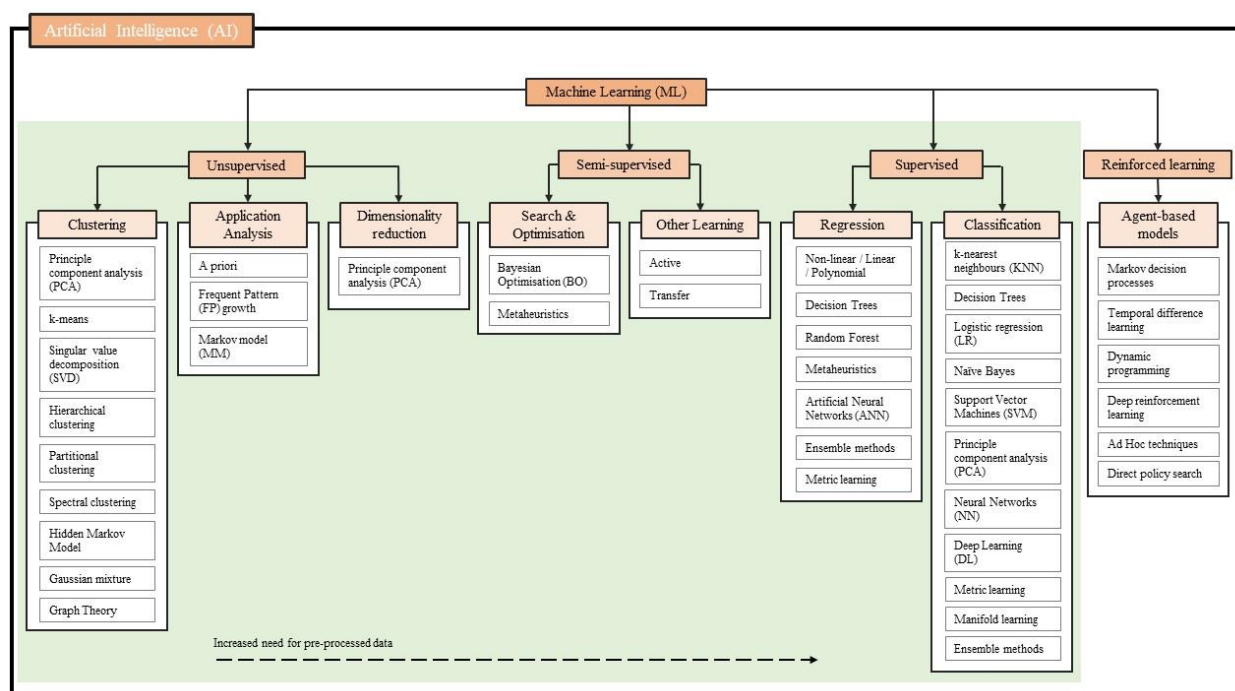 Artificial Intelligence (AI)
Machine Learning (ML)
Unsupervised
Semi-supervised
Supervised
Reinforced learning
Clustering
Principle
component analysis
(PCA)
k-means
Singular value
decomposition
(SVD)
Hierarchical
clustering
Partitional
clustering
Spectral clustering
Hidden Markov
Model
Gaussian mixture
Graph Theory
Application
Analysis
A priori
Frequent Pattern
(FP) growth
Markov model
(MM)
Dimensionality
reduction
Principle component
analysis (PCA)
Search &
Optimisation
Bayesian
Optimisation (BO)
Metaheuristics
Other Learning
Active
Transfer
Regression
Non-linear / Linear
/ Polynomial
Decision Trees
Random Forest
Metaheuristics
Artificial Neural
Networks (ANN)
Ensemble methods
Metric learning
Classification
k-nearest
neighbours (KNN)
Decision Trees
Logistic regression
(LR)
Naïve Bayes
Support Vector
Machines (SVM)
Principle
component analysis
(PCA)
Neural Networks
(NN)
Deep Learning
(DL)
Metric learning
Manifold learning
Ensemble methods
Agent-based
models
Markov decision
processes
Temporal difference
learning
Dynamic
programming
Deep reinforcement
learning
Ad Hoc techniques
Direct policy search
Increased need for pre-processed data